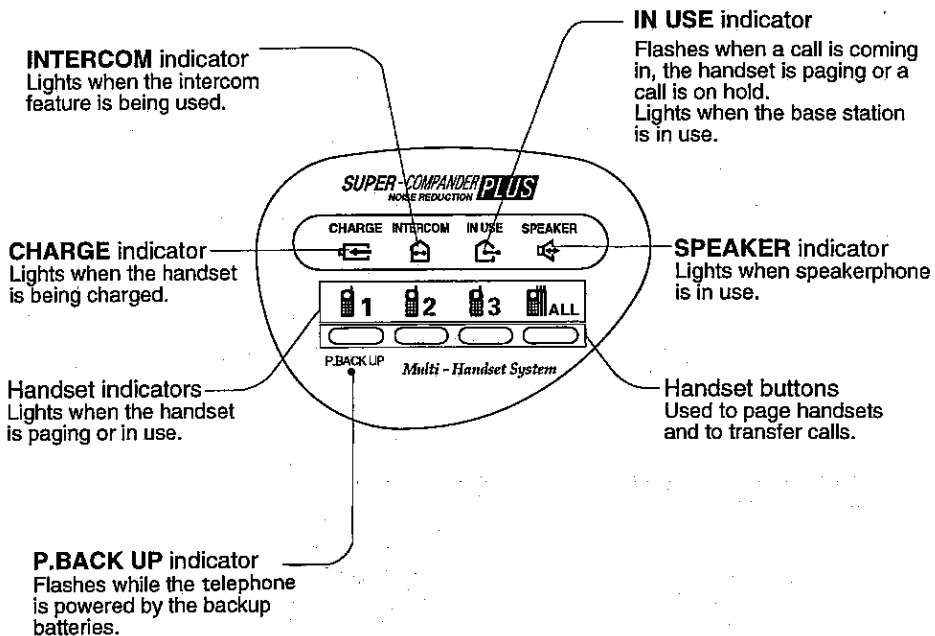 INTERCOM indicator
Lights when the intercom
feature is being used.
IN USE indicator
Flashes when a call is coming
in, the handset is paging or a
call is on hold.
Lights when the base station
is in use.
SUPER-COMPANDER PLUS
NOISE REDUCTION
CHARGE INTERCOM IN USE SPEAKER
CHARGE indicator
Lights when the handset
is being charged.
SPEAKER indicator
Lights when speakerphone
is in use.
1 2 3 ALL
P.BACK UP
Multi - Handset System
Handset indicators
Lights when the handset
is paging or in use.
Handset buttons
Used to page handsets
and to transfer calls.
P.BACK UP indicator
Flashes while the telephone
is powered by the backup
batteries.